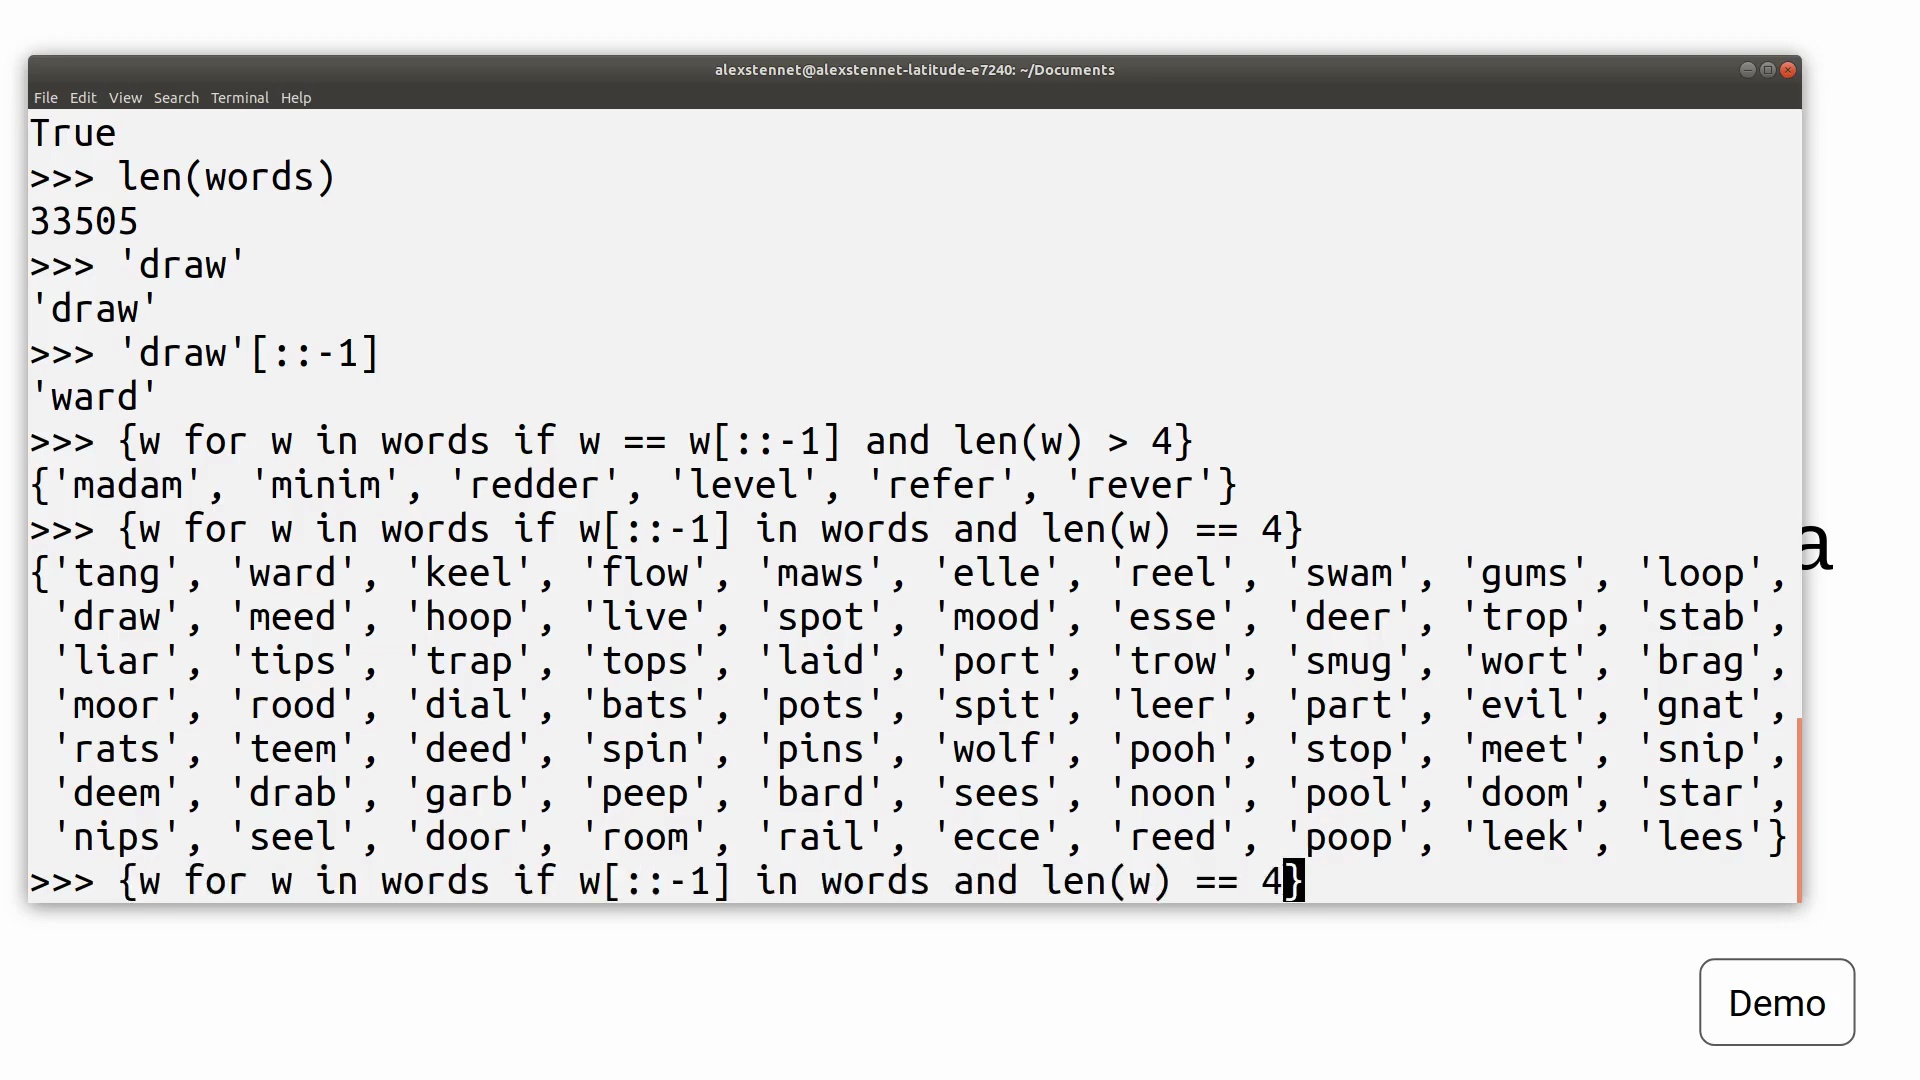 alexstennet@alexstennet-latitude-e7240: ~/Documents
File Edit View Search Terminal Help
True
>>> len(words)
33505
>>> 'draw'
'draw'
>>> 'draw'[::-1]
'ward'
>>> {w for w in words if w == w[::-1] and len(w) > 4}
{'madam', 'minim', 'redder', 'level', 'refer', 'rever'}
>>> {w for w in words if w[::-1] in words and len(w) == 4}
{'tang', 'ward', 'keel', 'flow', 'maws', 'elle', 'reel', 'swam', 'gums', 'loop',
'draw', 'meed', 'hoop', 'live', 'spot', 'mood', 'esse', 'deer', 'trop', 'stab',
'liar', 'tips', 'trap', 'tops', 'laid', 'port', 'trow', 'smug', 'wort', 'brag',
'moor', 'rood', 'dial', 'bats', 'pots', 'spit', 'leer', 'part', 'evil', 'gnat',
'rats', 'teem', 'deed', 'spin', 'pins', 'wolf', 'pooh', 'stop', 'meet', 'snip',
'deem', 'drab', 'garb', 'peep', 'bard', 'sees', 'noon', 'pool', 'doom', 'star',
'nips', 'seel', 'door', 'room', 'rail', 'ecce', 'reed', 'poop', 'leek', 'lees'}
>>> {w for w in words if w[::-1] in words and len(w) == 4}
a
Demo